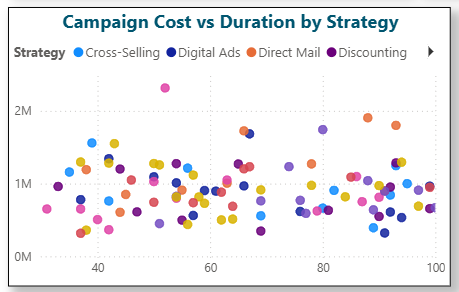 Campaign Cost vs Duration by Strategy
Strategy Cross-Selling Digital Ads Direct Mail Discounting
2M
1M
0M
40 60 80 100